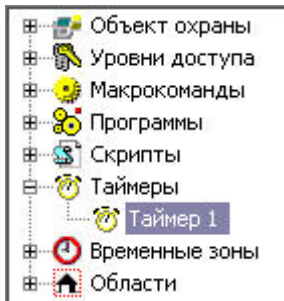 Объект охраны
Уровни доступа
Макрокоманды
Программы
Скрипты
Таймеры
Таймер 1
Временные зоны
Области